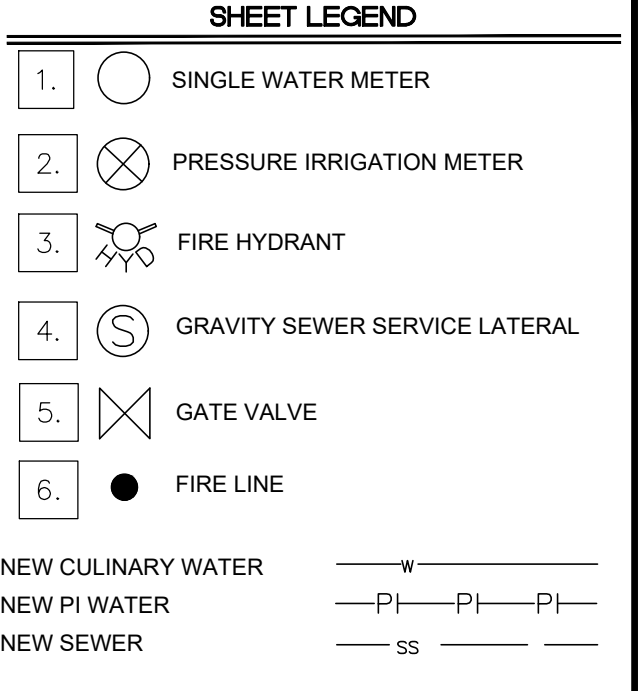 SHEET LEGEND
1. SINGLE WATER METER
2. PRESSURE IRRIGATION METER
3. HYD FIRE HYDRANT
4. S GRAVITY SEWER SERVICE LATERAL
5. GATE VALVE
6. FIRE LINE
NEW CULINARY WATER W
NEW PI WATER PI PI PI
NEW SEWER SS